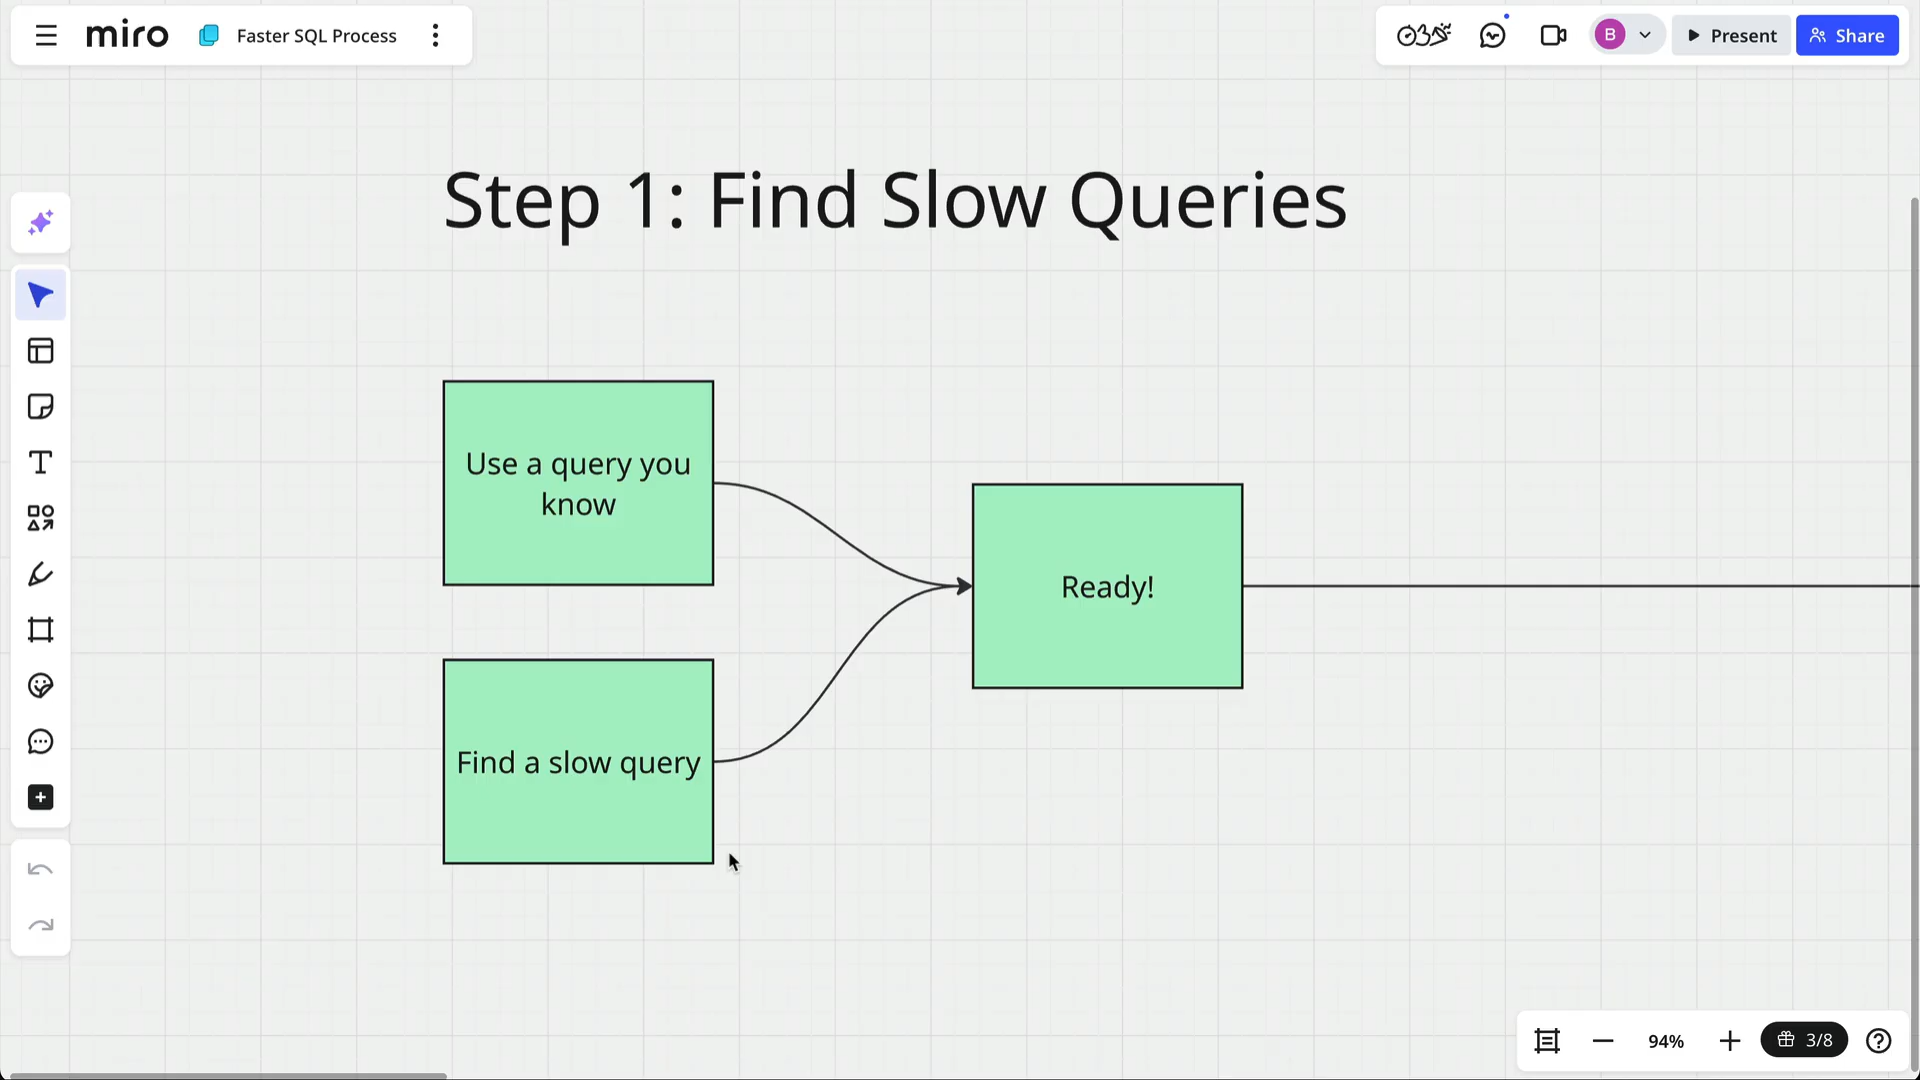 miro
Faster SQL Process
B
Present
Share
Step 1: Find Slow Queries
Use a query you
know
Ready!
Find a slow query
94%
3/8